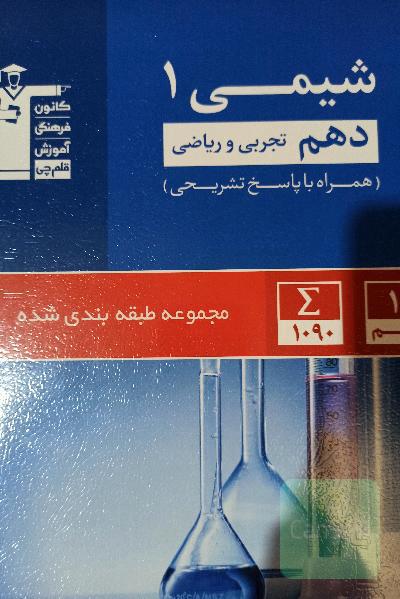 شیمی ۱
دهم تجربی و ریاضی
(همراه با پاسخ تشریحی)
کانون
فرهنگی
آموزش
قلم‌چی
مجموعه طبقه بندی شده
Σ
۱۰۹۰
۱